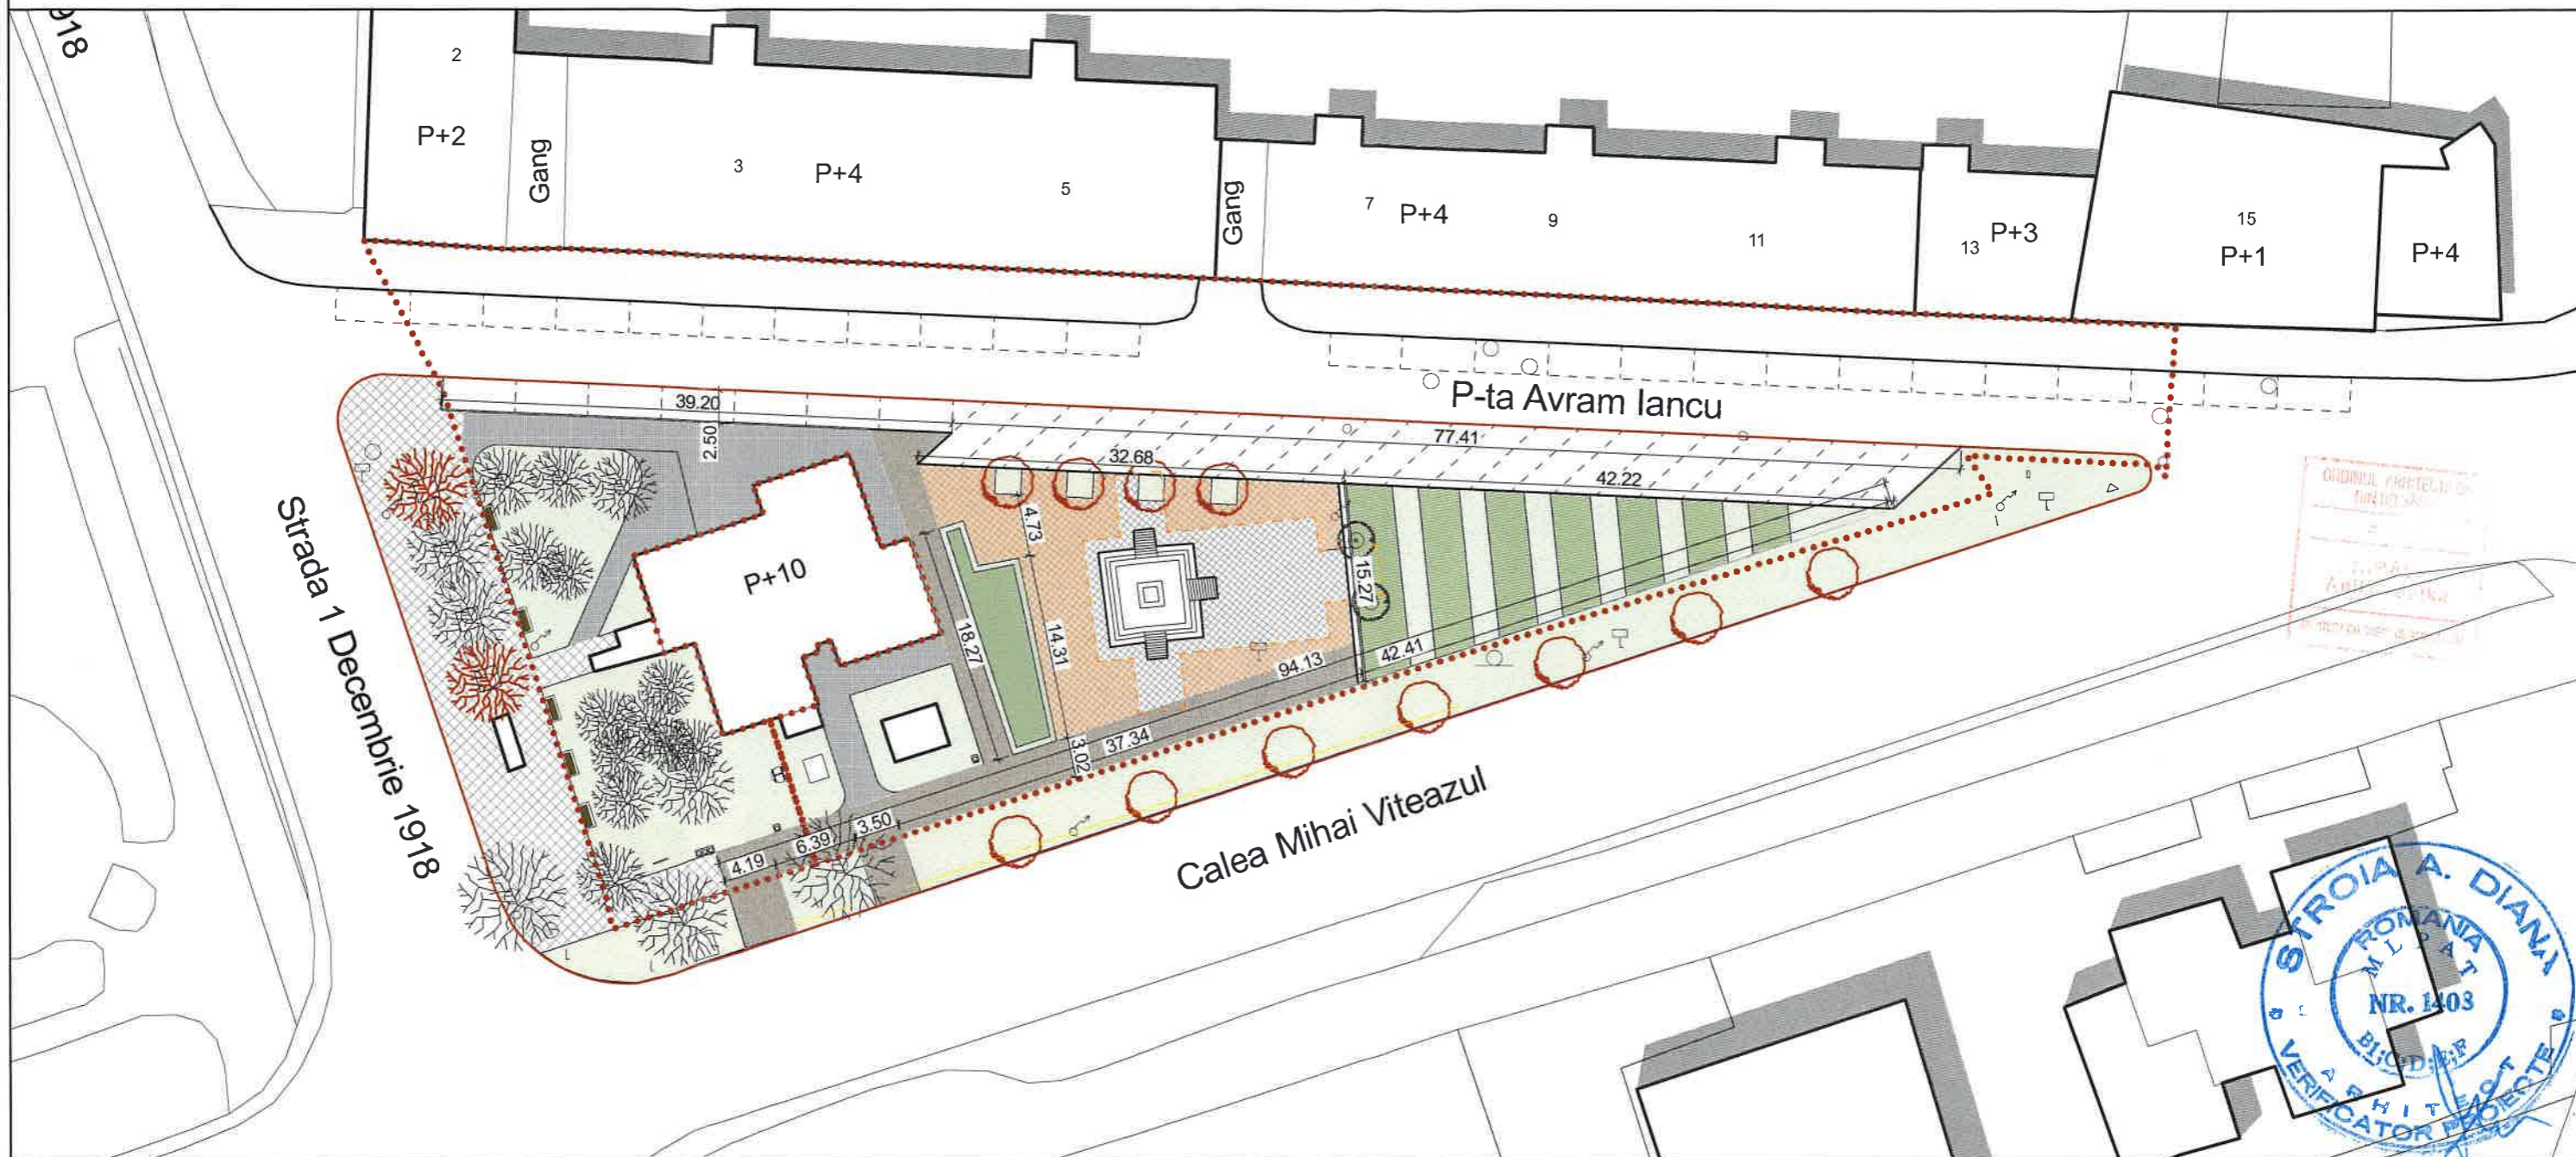 918
2
P+2
Gang
3
P+4
5
Gang
7
P+4
9
11
13
P+3
15
P+1
P+4
P-ta Avram Iancu
39.20
2.50
77.41
32.68
42.22
P+10
4.73
15.27
18.27
14.31
94.13
42.41
37.34
3.02
3.50
6.39
4.19
Strada 1 Decembrie 1918
Calea Mihai Viteazul
STROIA A. DIANA
ROMANIA
M L P A T
NR. 1403
ARHITECT
VERIFICATOR PROIECTE